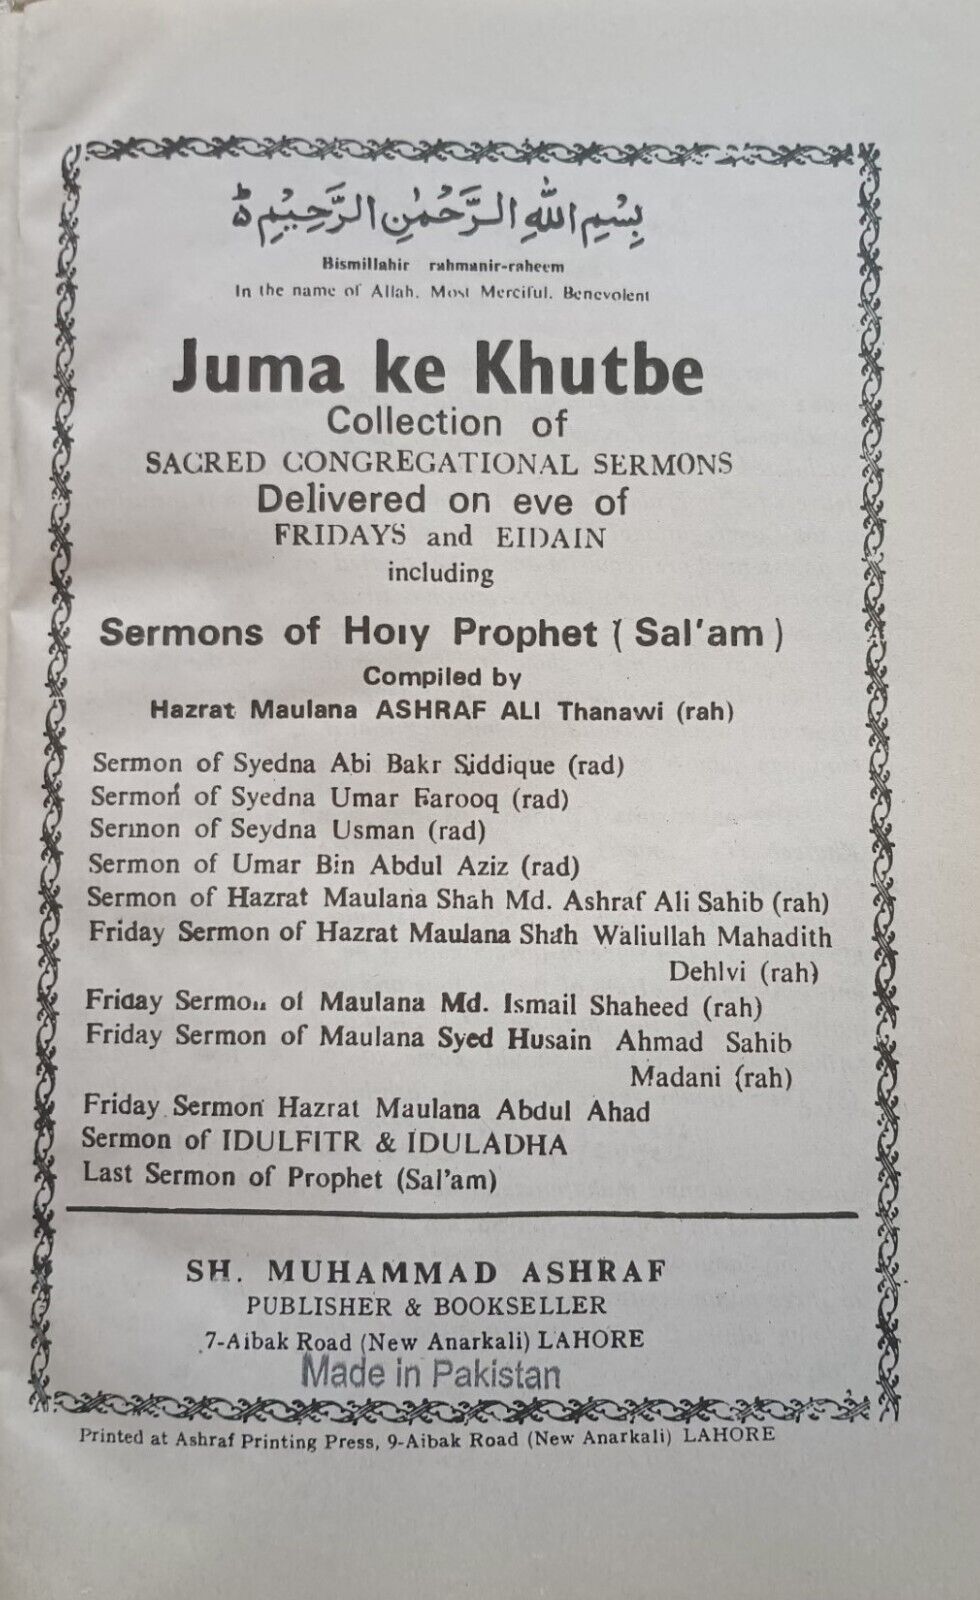 بِسْمِ اللهِ الرَّحْمٰنِ الرَّحِيْمِ ۵
Bismillahir rahmanir-raheem
In the name of Allah. Most Merciful. Benevolent
Juma ke Khutbe
Collection of
SACRED CONGREGATIONAL SERMONS
Delivered on eve of
FRIDAYS and EIDAIN
including
Sermons of Holy Prophet ( Sal'am )
Compiled by
Hazrat Maulana ASHRAF ALI Thanawi (rah)
Sermon of Syedna Abi Bakr Siddique (rad)
Sermon of Syedna Umar Farooq (rad)
Sermon of Seydna Usman (rad)
Sermon of Umar Bin Abdul Aziz (rad)
Sermon of Hazrat Maulana Shah Md. Ashraf Ali Sahib (rah)
Friday Sermon of Hazrat Maulana Shah Waliullah Mahadith
Dehlvi (rah)
Friday Sermon of Maulana Md. Ismail Shaheed (rah)
Friday Sermon of Maulana Syed Husain Ahmad Sahib
Madani (rah)
Friday Sermon Hazrat Maulana Abdul Ahad
Sermon of IDULFITR & IDULADHA
Last Sermon of Prophet (Sal'am)
SH. MUHAMMAD ASHRAF
PUBLISHER & BOOKSELLER
7-Aibak Road (New Anarkali) LAHORE
Made in Pakistan
Printed at Ashraf Printing Press, 9-Aibak Road (New Anarkali) LAHORE